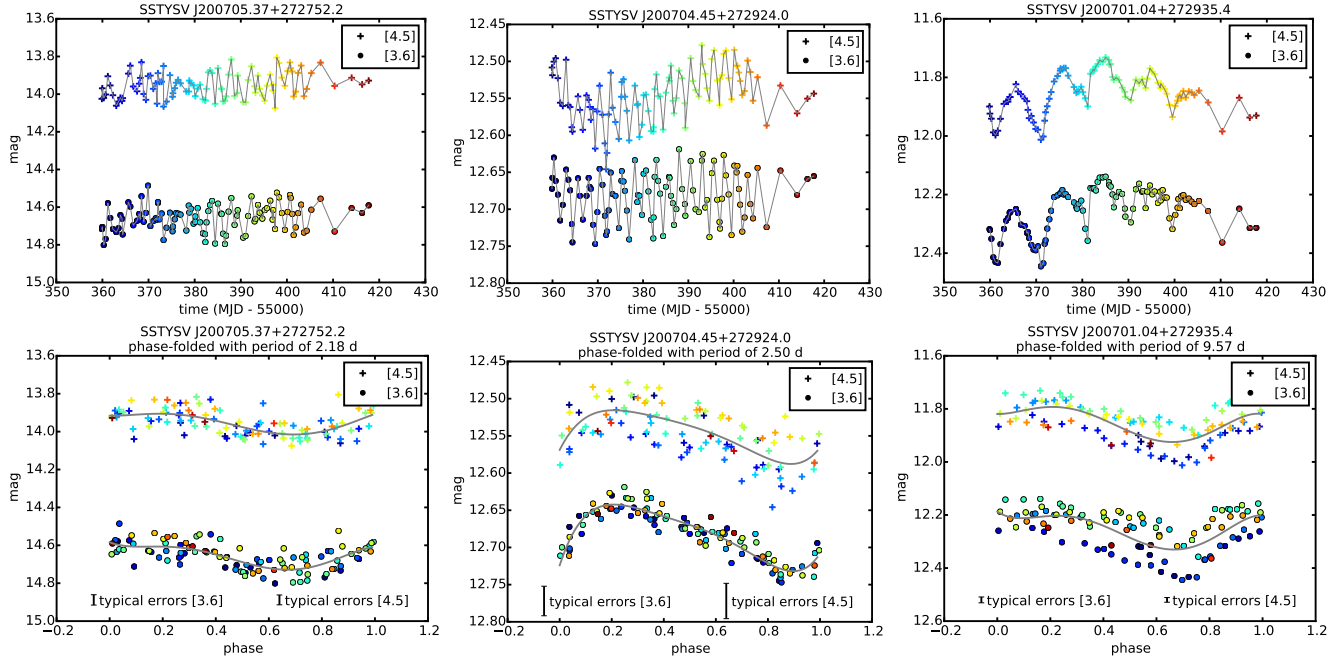 SSTYSV J200705.37+272752.2
13.6
13.8
14.0
14.2
14.4
14.6
14.8
15.0
mag
[4.5]
[3.6]
350 360 370 380 390 400 410 420 430
time (MJD - 55000)
SSTYSV J200704.45+272924.0
12.45
12.50
12.55
12.60
12.65
12.70
12.75
12.80
mag
[4.5]
[3.6]
350 360 370 380 390 400 410 420 430
time (MJD - 55000)
SSTYSV J200701.04+272935.4
11.6
11.8
12.0
12.2
12.4
mag
[4.5]
[3.6]
350 360 370 380 390 400 410 420 430
time (MJD - 55000)
SSTYSV J200705.37+272752.2
phase-folded with period of 2.18 d
13.6
13.8
14.0
14.2
14.4
14.6
14.8
15.0
mag
[4.5]
[3.6]
typical errors [3.6] typical errors [4.5]
−0.2 0.0 0.2 0.4 0.6 0.8 1.0 1.2
phase
SSTYSV J200704.45+272924.0
phase-folded with period of 2.50 d
12.45
12.50
12.55
12.60
12.65
12.70
12.75
12.80
mag
[4.5]
[3.6]
typical errors [3.6] typical errors [4.5]
−0.2 0.0 0.2 0.4 0.6 0.8 1.0 1.2
phase
SSTYSV J200701.04+272935.4
phase-folded with period of 9.57 d
11.6
11.8
12.0
12.2
12.4
12.6
mag
[4.5]
[3.6]
typical errors [3.6] typical errors [4.5]
−0.2 0.0 0.2 0.4 0.6 0.8 1.0 1.2
phase